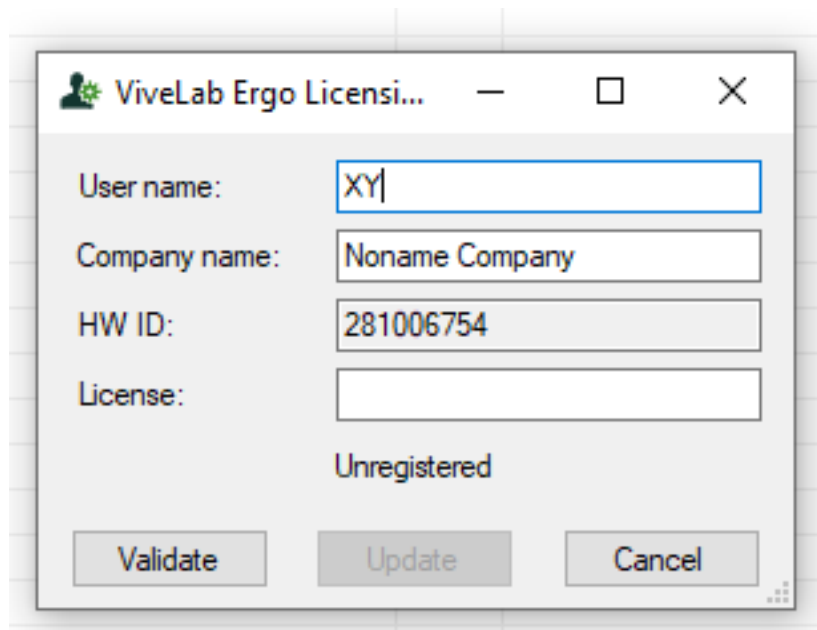 ViveLab Ergo Licensi...
User name: XY
Company name: Noname Company
HW ID: 281006754
License:
Unregistered
Validate Update Cancel